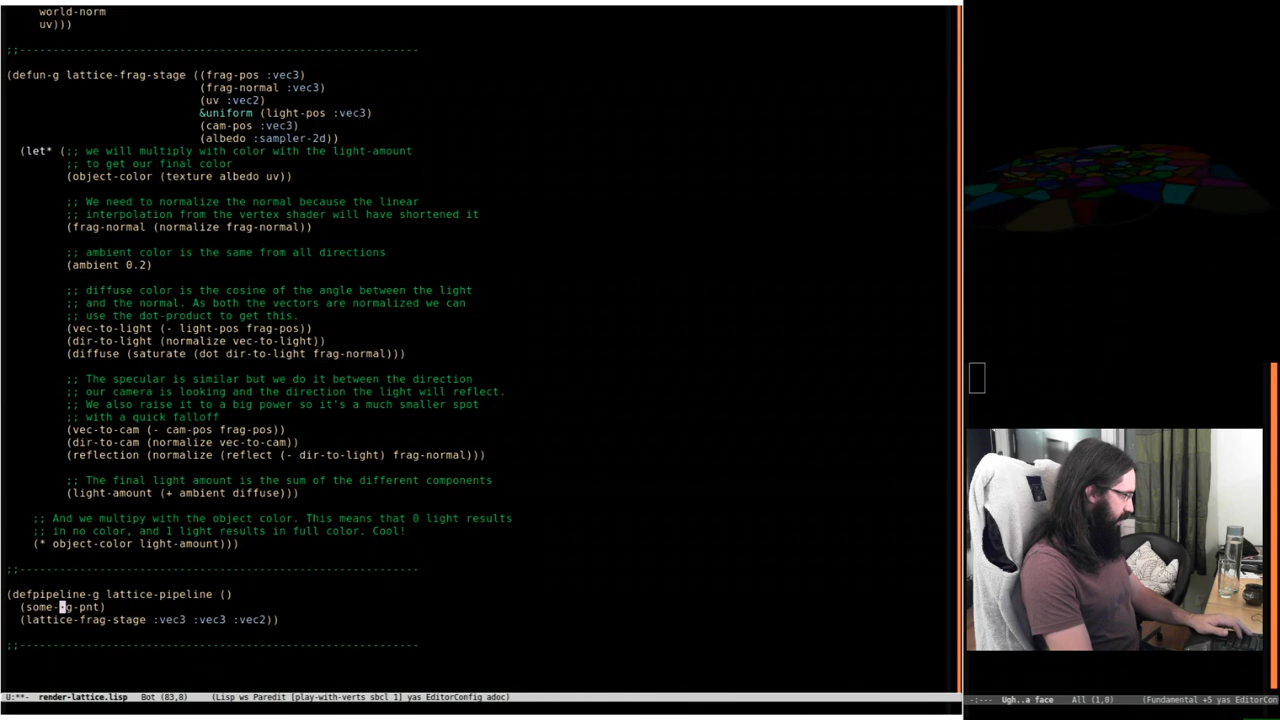 world-norm
uv)))
;;------------------------------------------------------------
(defun-g lattice-frag-stage ((frag-pos :vec3)
(frag-normal :vec3)
(uv :vec2)
&uniform (light-pos :vec3)
(cam-pos :vec3)
(albedo :sampler-2d))
(let* (;; we will multiply with color with the light-amount
;; to get our final color
(object-color (texture albedo uv))
;; We need to normalize the normal because the linear
;; interpolation from the vertex shader will have shortened it
(frag-normal (normalize frag-normal))
;; ambient color is the same from all directions
(ambient 0.2)
;; diffuse color is the cosine of the angle between the light
;; and the normal. As both the vectors are normalized we can
;; use the dot-product to get this.
(vec-to-light (- light-pos frag-pos))
(dir-to-light (normalize vec-to-light))
(diffuse (saturate (dot dir-to-light frag-normal)))
;; The specular is similar but we do it between the direction
;; our camera is looking and the direction the light will reflect.
;; We also raise it to a big power so it's a much smaller spot
;; with a quick falloff
(vec-to-cam (- cam-pos frag-pos))
(dir-to-cam (normalize vec-to-cam))
(reflection (normalize (reflect (- dir-to-light) frag-normal)))
;; The final light amount is the sum of the different components
(light-amount (+ ambient diffuse)))
;; And we multipy with the object color. This means that 0 light results
;; in no color, and 1 light results in full color. Cool!
(* object-color light-amount)))
;;------------------------------------------------------------
(defpipeline-g lattice-pipeline ()
(some--g-pnt)
(lattice-frag-stage :vec3 :vec3 :vec2))
;;------------------------------------------------------------
U:**- render-lattice.lisp Bot (83,8) (Lisp ws Paredit [play-with-verts sbcl 1] yas EditorConfig adoc)
-:--- Ugh..a face All (1,0) (Fundamental +5 yas EditorCon